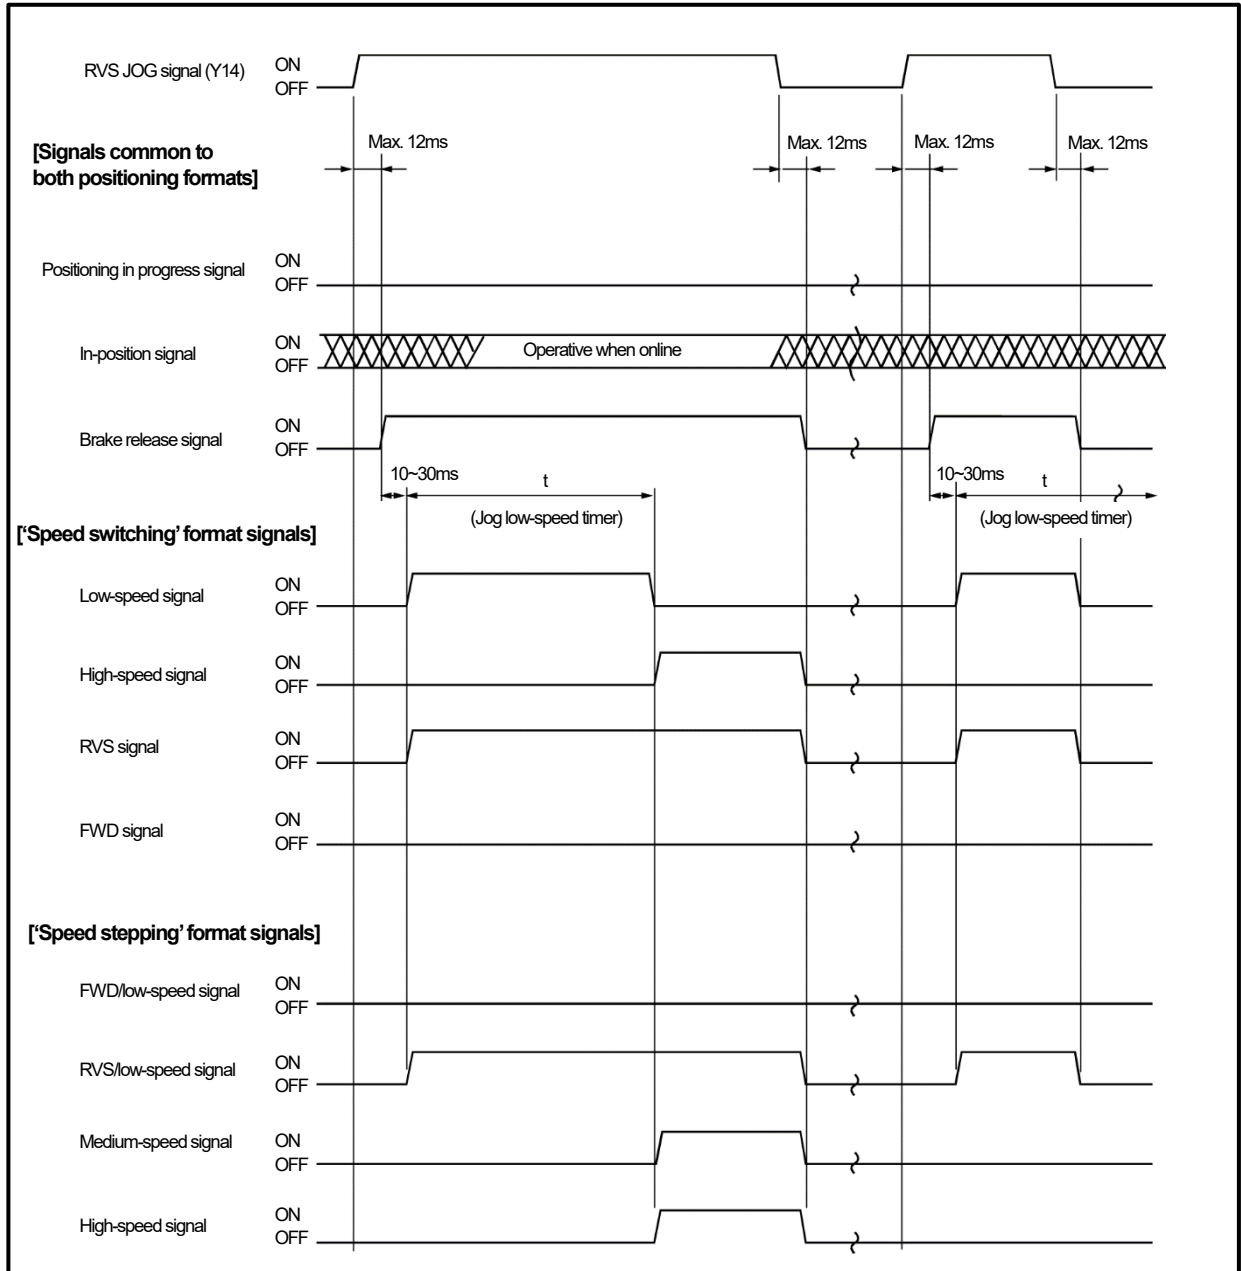 RVS JOG signal (Y14)
ON
OFF
Max. 12ms
Max. 12ms
Max. 12ms
Max. 12ms
[Signals common to
both positioning formats]
Positioning in progress signal
ON
OFF
In-position signal
ON
OFF
Operative when online
Brake release signal
ON
OFF
10~30ms
t
(Jog low-speed timer)
10~30ms
t
(Jog low-speed timer)
[‘Speed switching’ format signals]
Low-speed signal
ON
OFF
High-speed signal
ON
OFF
RVS signal
ON
OFF
FWD signal
ON
OFF
[‘Speed stepping’ format signals]
FWD/low-speed signal
ON
OFF
RVS/low-speed signal
ON
OFF
Medium-speed signal
ON
OFF
High-speed signal
ON
OFF